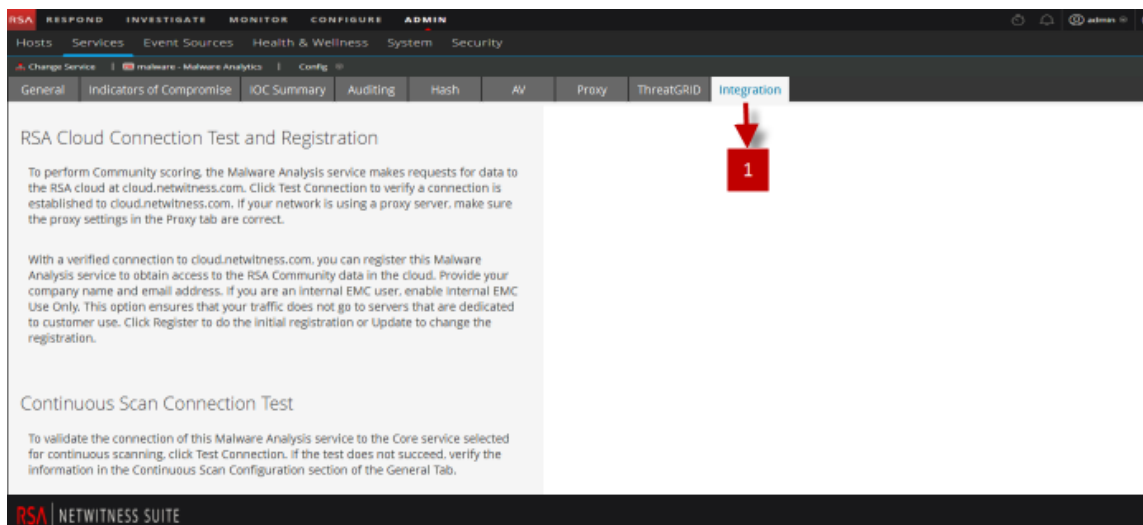 RSA RESPOND INVESTIGATE MONITOR CONFIGURE ADMIN admin
Hosts Services Event Sources Health & Wellness System Security
Change Service | malware - Malware Analytics | Config
General Indicators of Compromise IOC Summary Auditing Hash AV Proxy ThreatGRID Integration
1
RSA Cloud Connection Test and Registration
To perform Community scoring, the Malware Analysis service makes requests for data to
the RSA cloud at cloud.netwitness.com. Click Test Connection to verify a connection is
established to cloud.netwitness.com. If your network is using a proxy server, make sure
the proxy settings in the Proxy tab are correct.
With a verified connection to cloud.netwitness.com, you can register this Malware
Analysis service to obtain access to the RSA Community data in the cloud. Provide your
company name and email address. If you are an internal EMC user, enable Internal EMC
Use Only. This option ensures that your traffic does not go to servers that are dedicated
to customer use. Click Register to do the initial registration or Update to change the
registration.
Continuous Scan Connection Test
To validate the connection of this Malware Analysis service to the Core service selected
for continuous scanning, click Test Connection. If the test does not succeed, verify the
information in the Continuous Scan Configuration section of the General Tab.
RSA | NETWITNESS SUITE